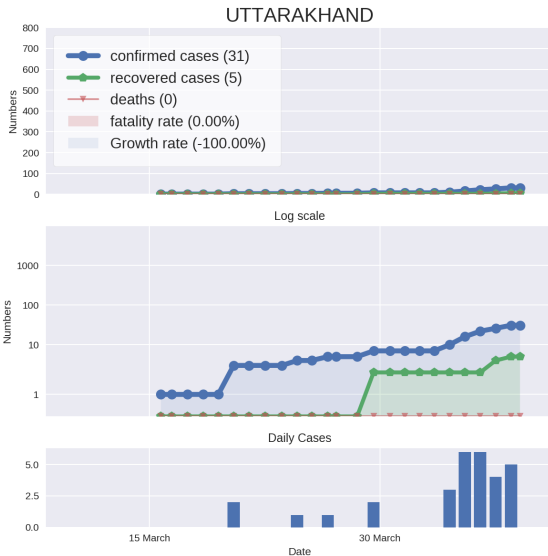 UTTARAKHAND
800
700
600
500
400
300
200
100
0
Numbers
confirmed cases (31)
recovered cases (5)
deaths (0)
fatality rate (0.00%)
Growth rate (-100.00%)
Log scale
1000
100
10
1
Numbers
Daily Cases
5.0
2.5
0.0
15 March
30 March
Date